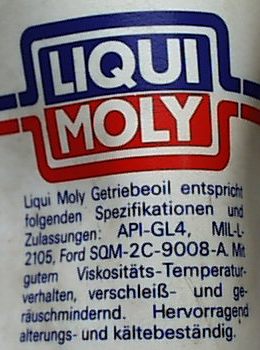 LIQUI
MOLY
Liqui Moly Getriebeoil entspricht
folgenden Spezifikationen und
Zulassungen: API-GL4, MIL-L-
2105, Ford SQM-2C-9008-A. Mit
gutem Viskositäts-Temperatur-
verhalten, verschleiß- und ge-
räuschmindernd. Hervorragend
alterungs- und kältebeständig.